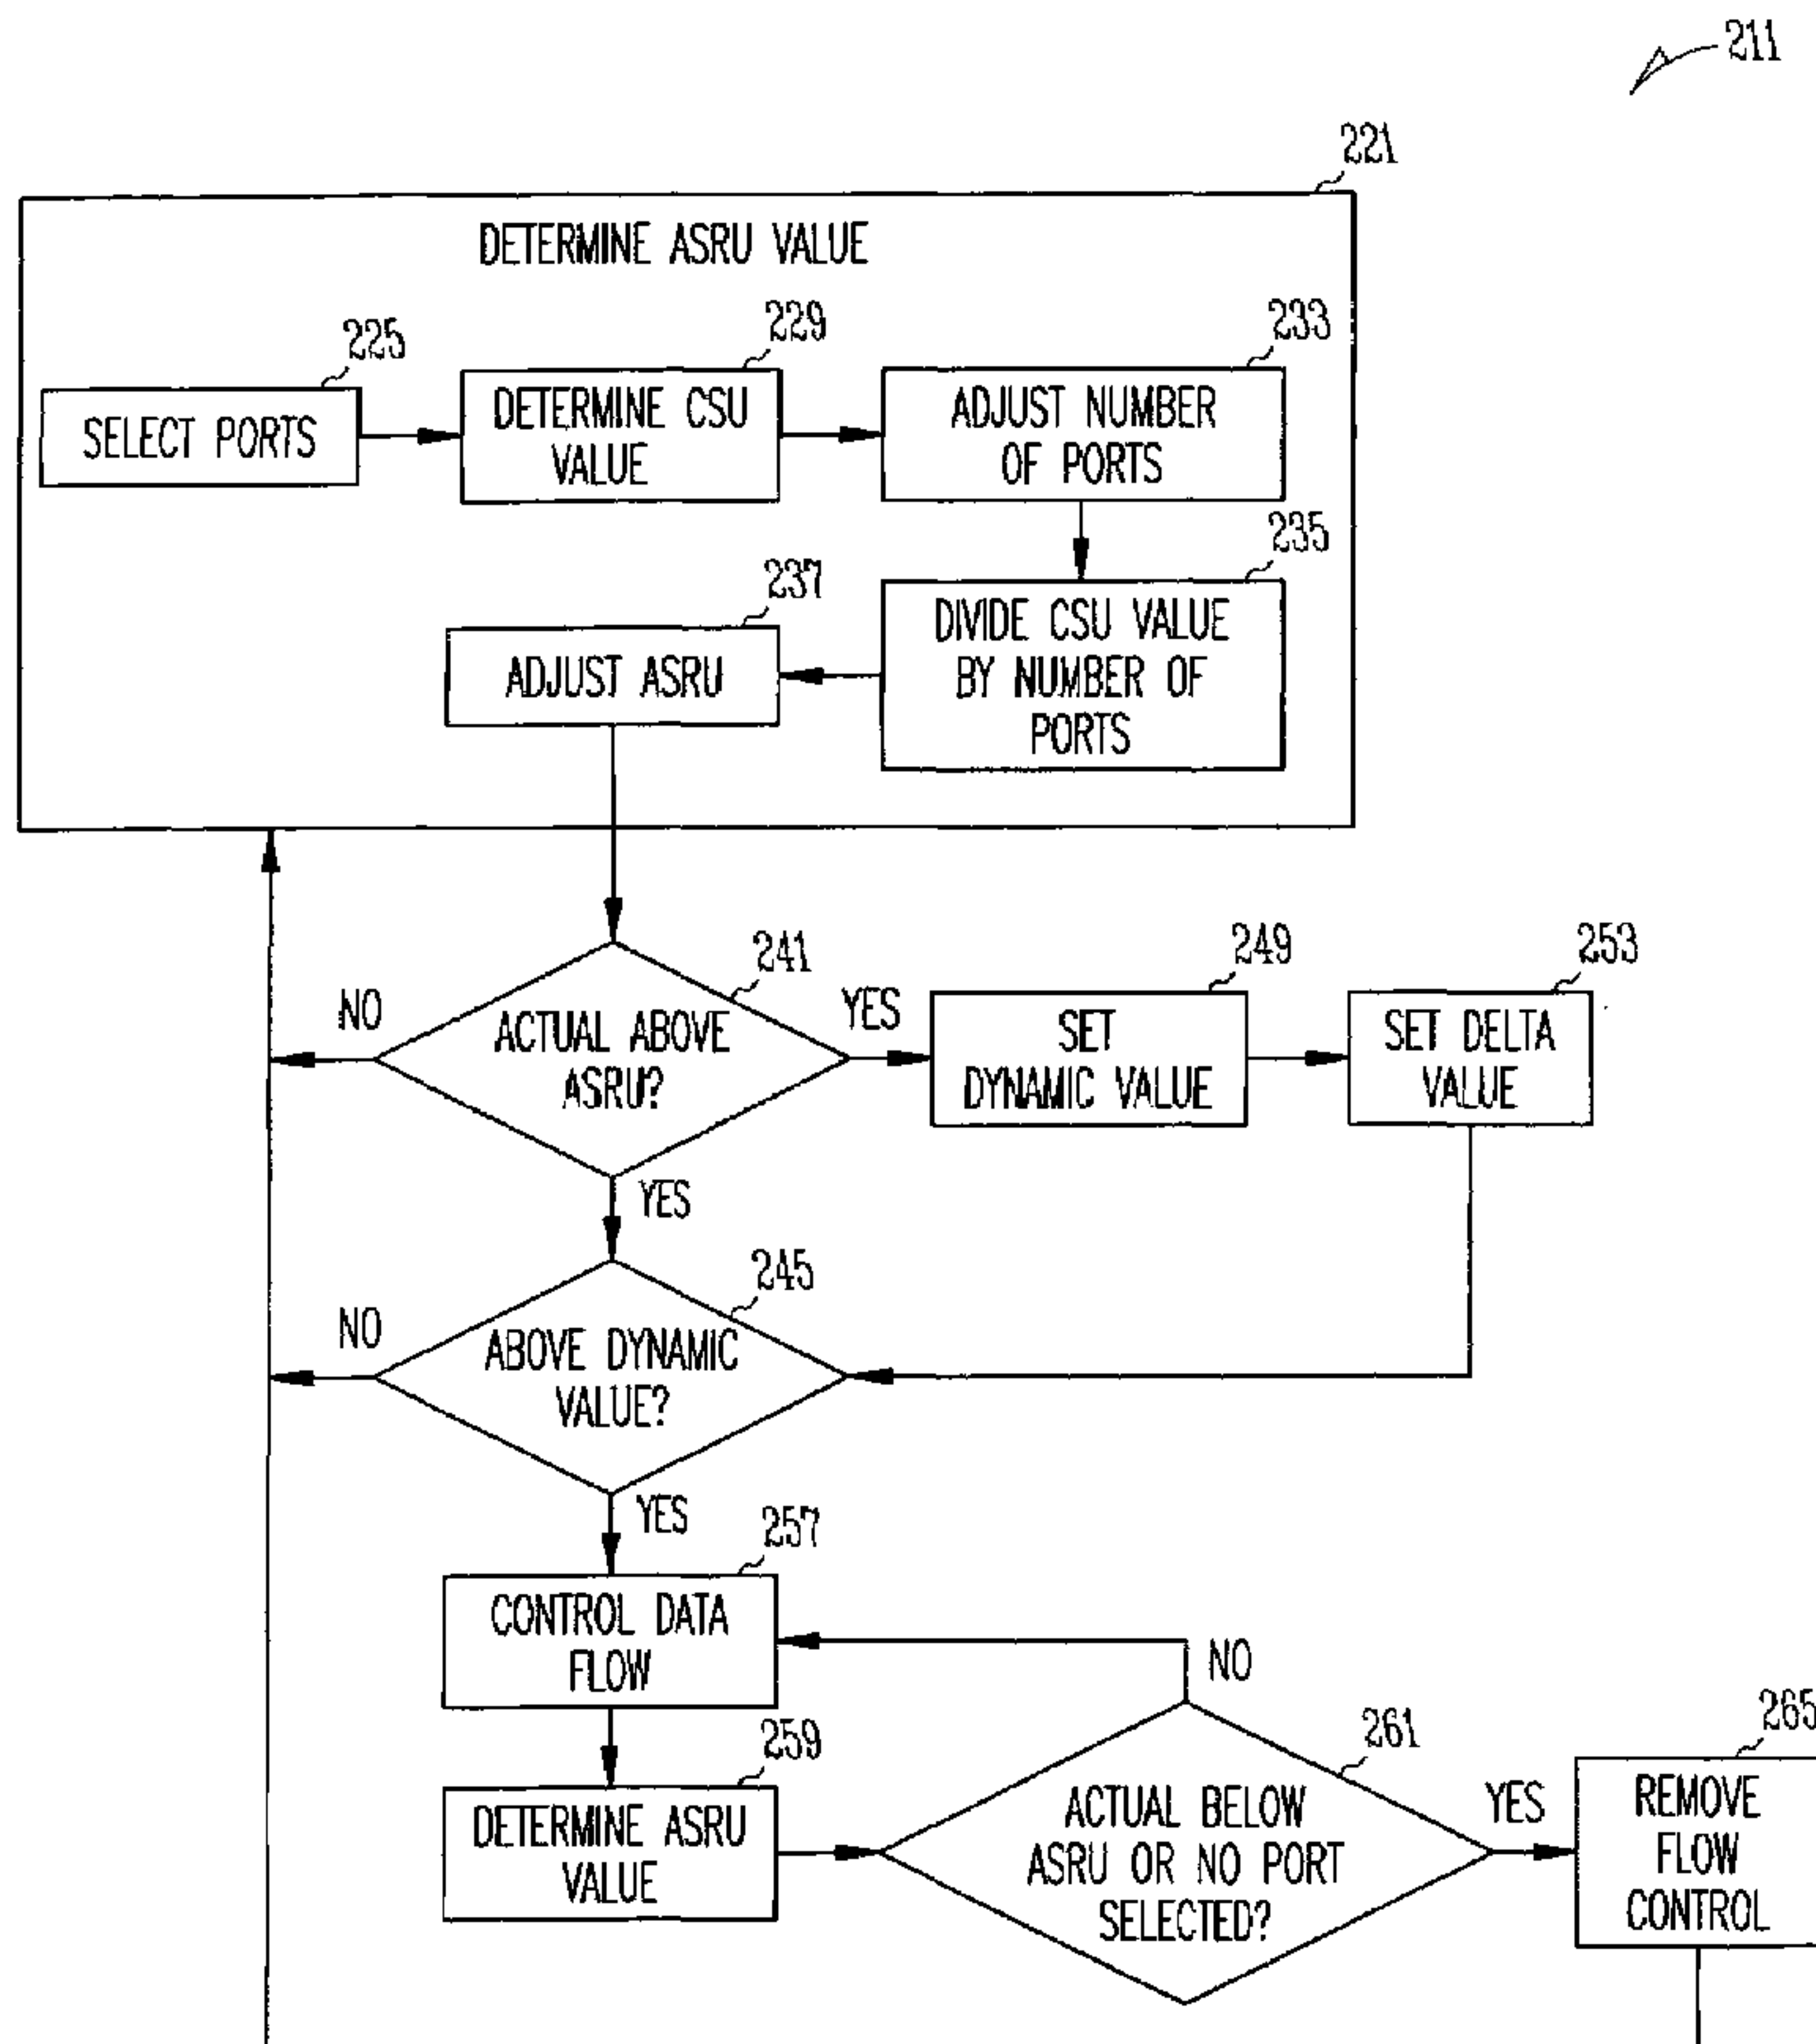 211
221
DETERMINE ASRU VALUE
225
SELECT PORTS
229
DETERMINE CSU
VALUE
233
ADJUST NUMBER
OF PORTS
235
DIVIDE CSU VALUE
BY NUMBER OF
PORTS
237
ADJUST ASRU
241
ACTUAL ABOVE
ASRU?
NO
YES
249
SET
DYNAMIC VALUE
253
SET DELTA
VALUE
YES
245
ABOVE DYNAMIC
VALUE?
NO
YES
257
CONTROL DATA
FLOW
259
DETERMINE ASRU
VALUE
261
ACTUAL BELOW
ASRU OR NO PORT
SELECTED?
NO
YES
265
REMOVE
FLOW
CONTROL